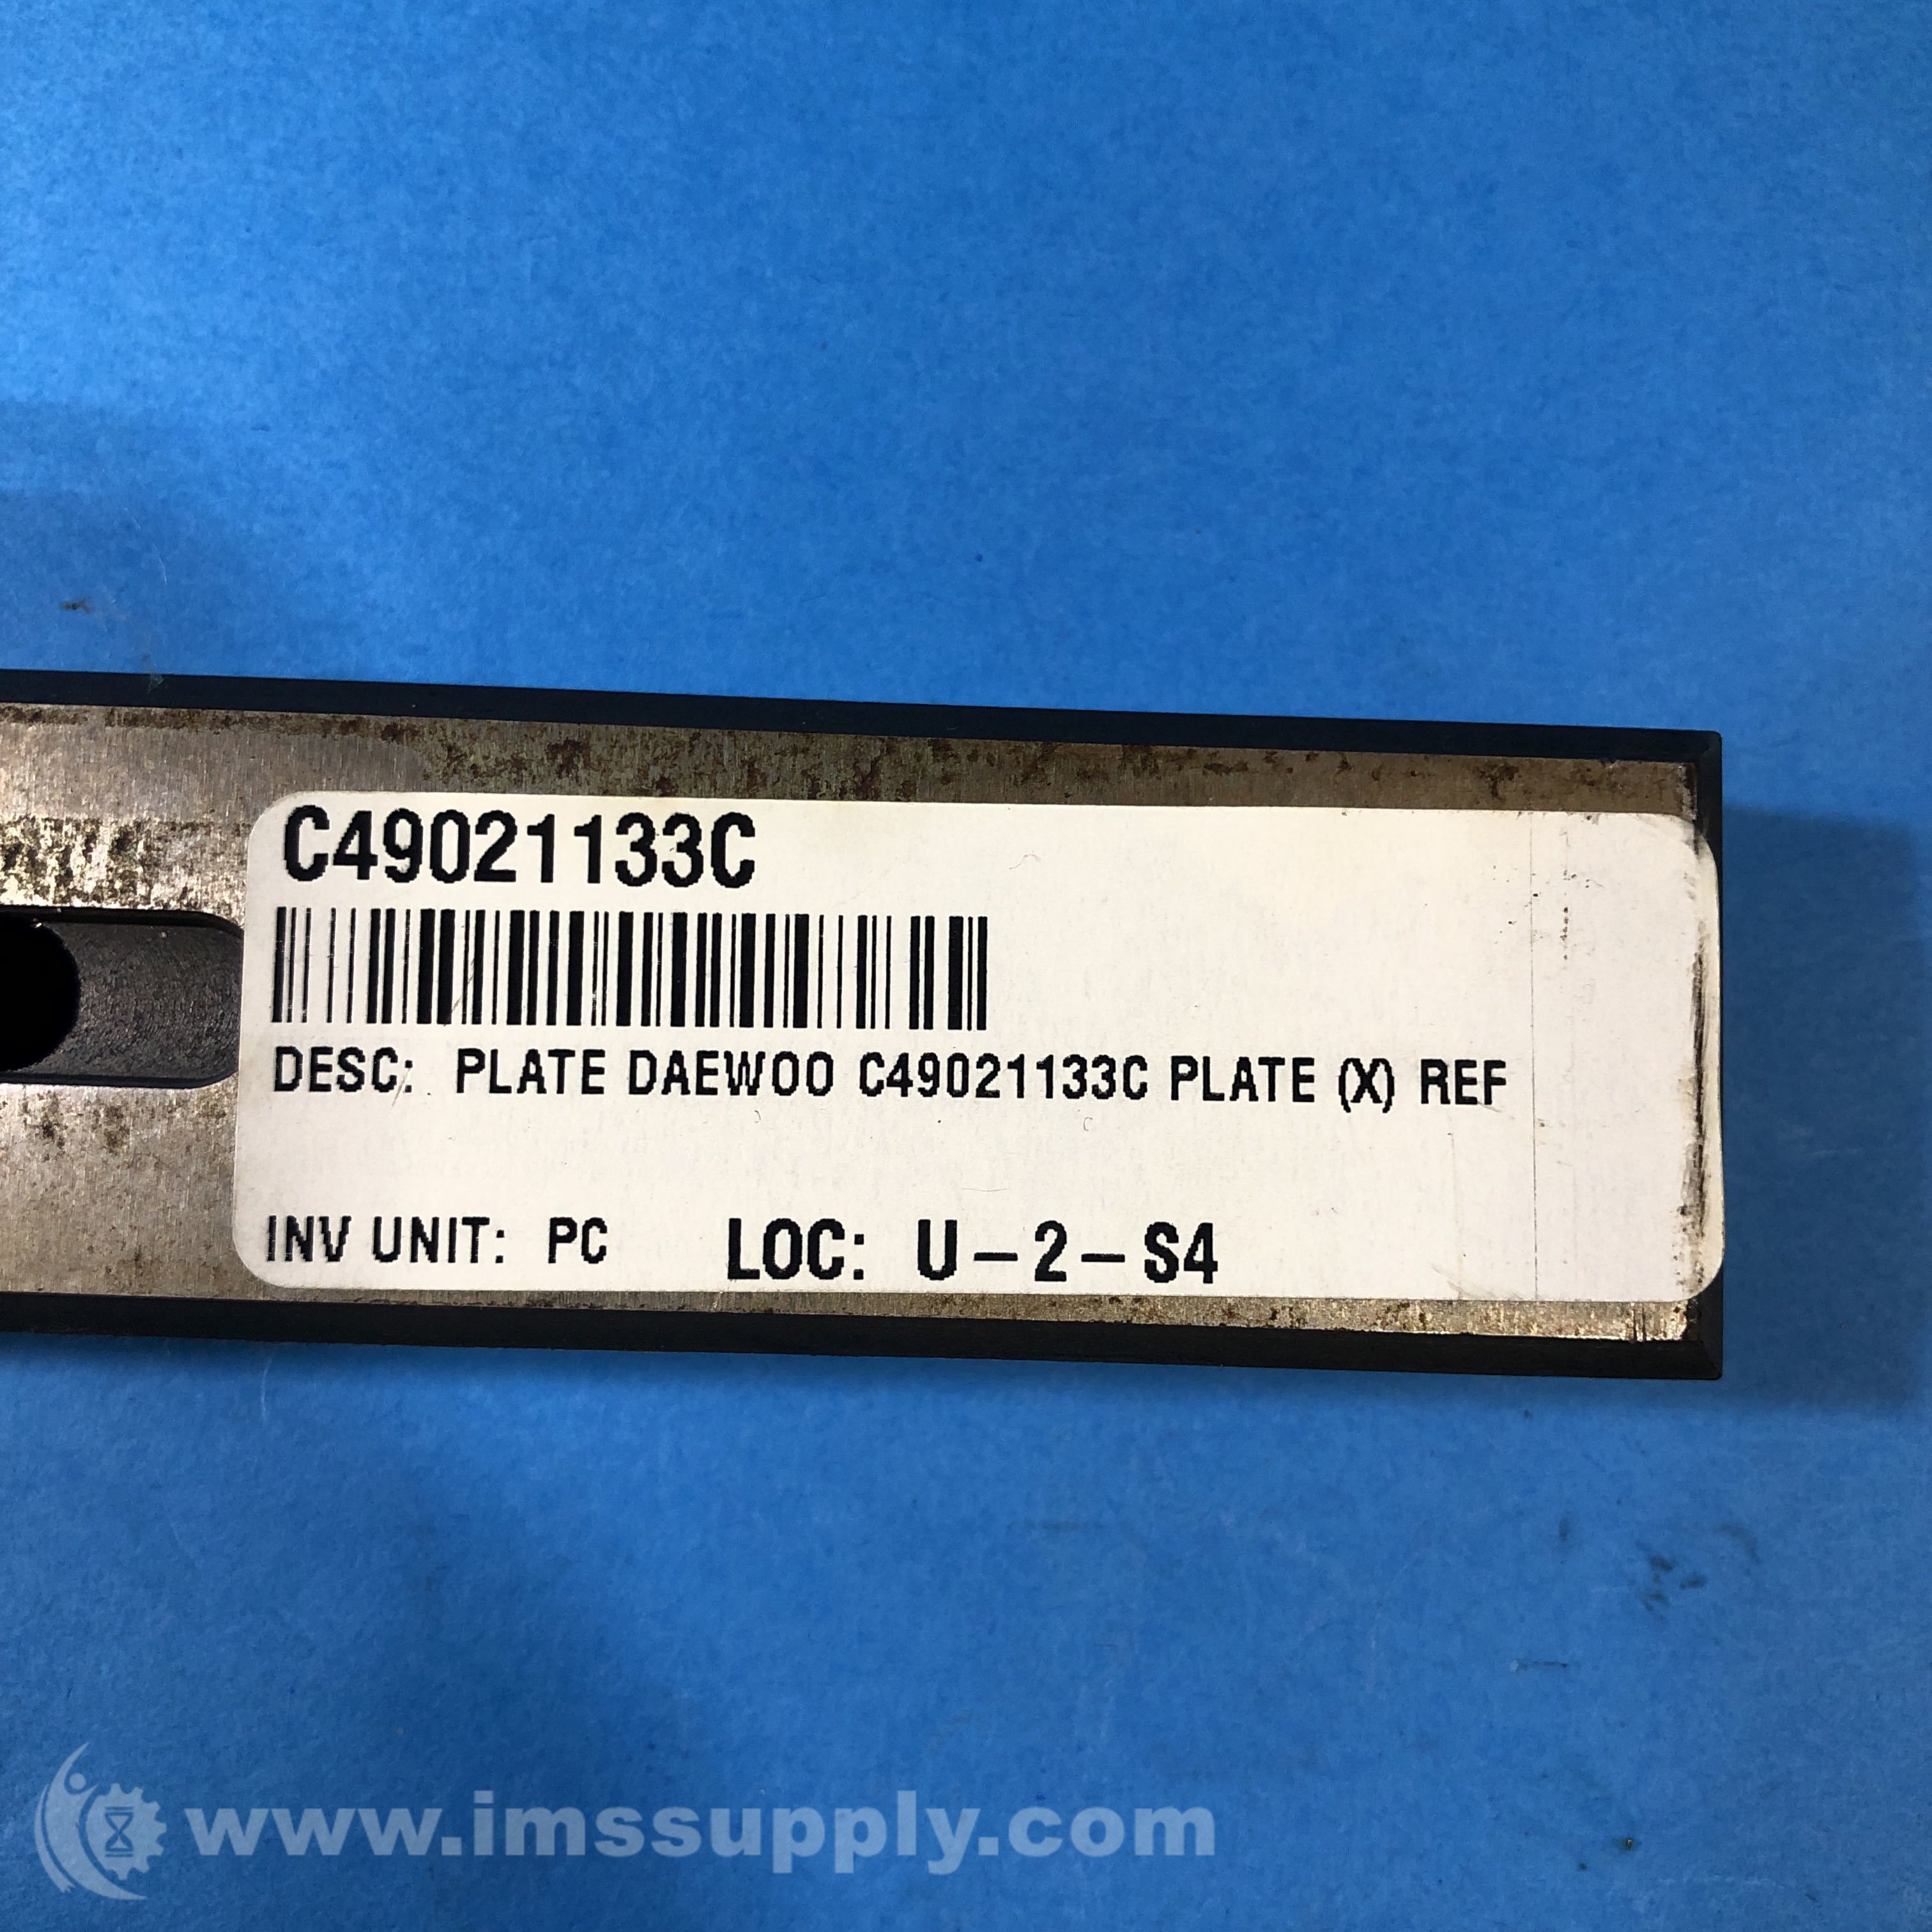 C49021133C
DESC: PLATE DAEWOO C49021133C PLATE (X) REF
INV UNIT: PC LOC: U-2-S4
www.imssupply.com